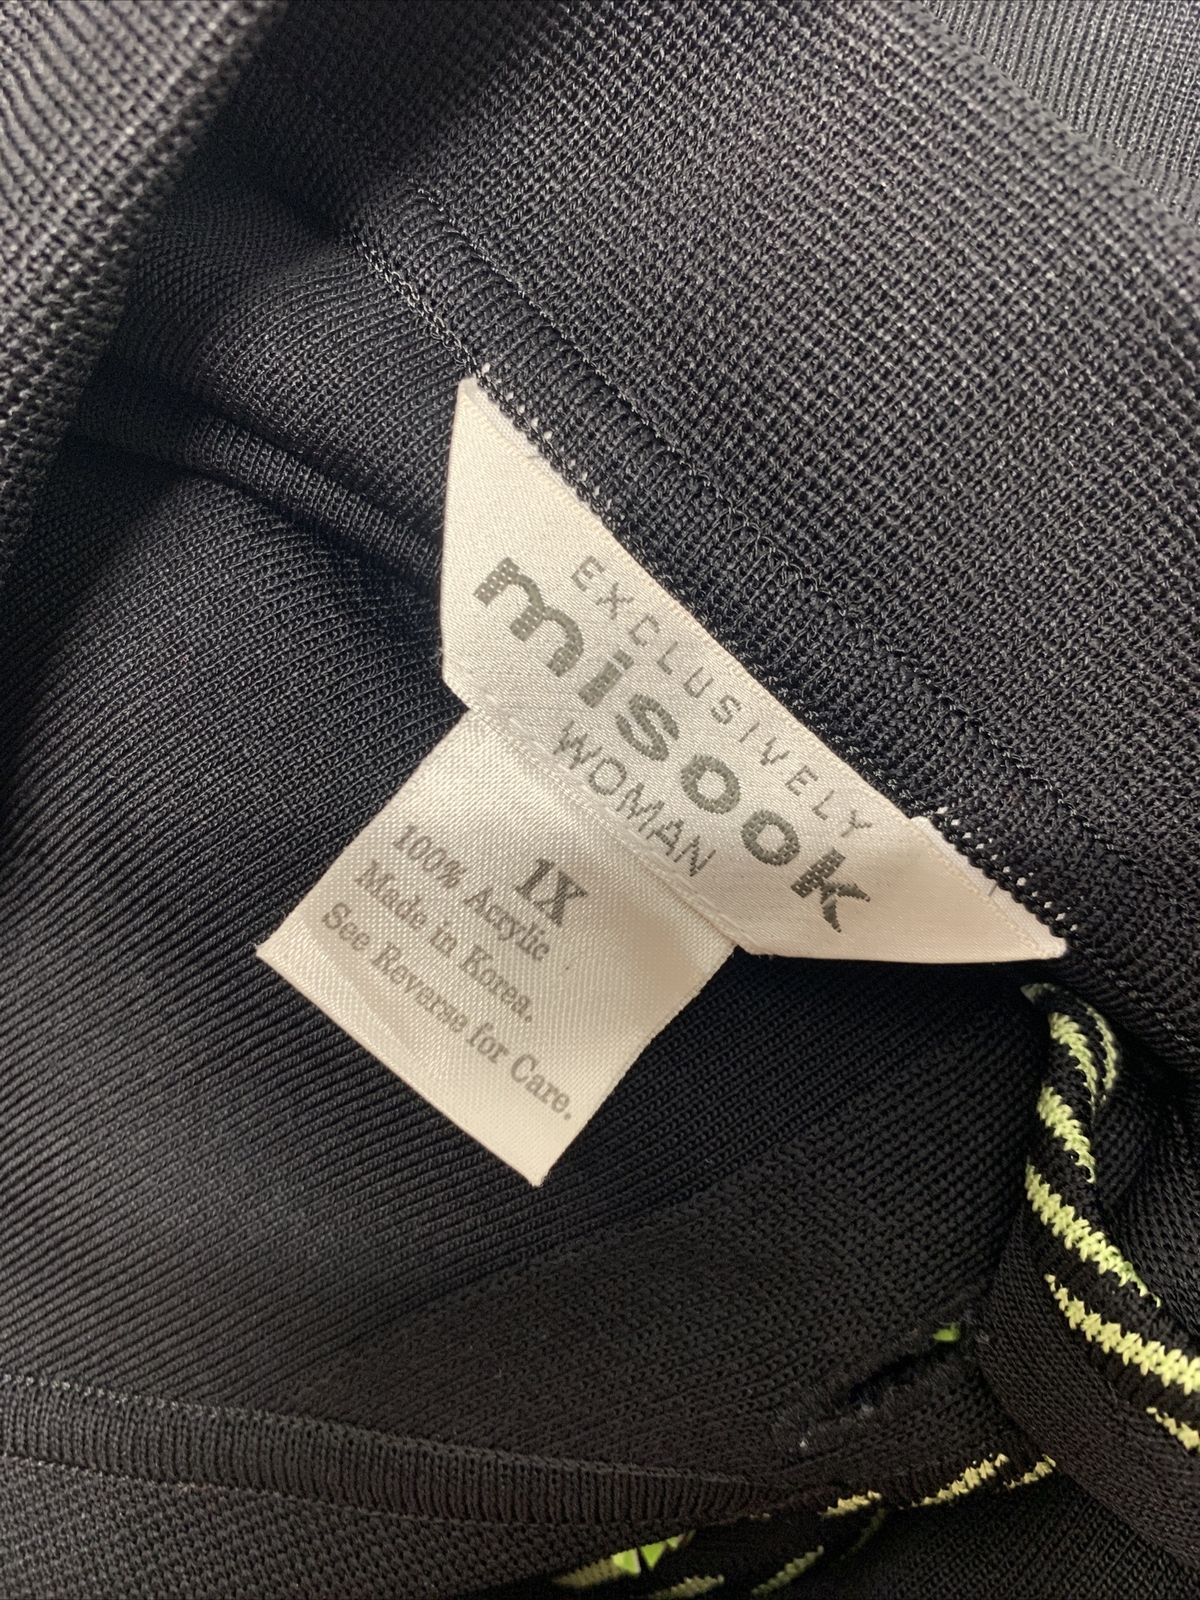 EXCLUSIVELY
misook
WOMAN
1X
100% Acrylic
Made in Korea.
See Reverse for Care.